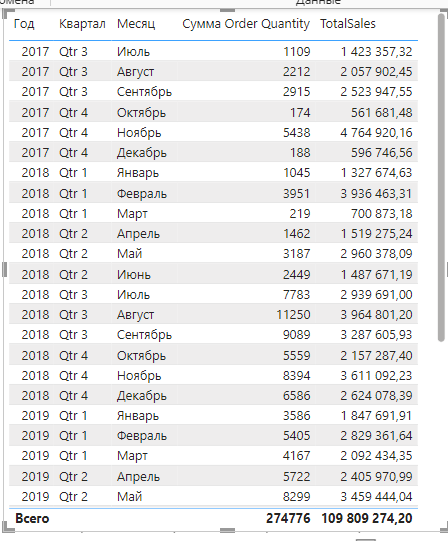 Данные
Год Квартал Месяц Сумма Order Quantity TotalSales
2017 Qtr 3 Июль 1109 1 423 357,32
2017 Qtr 3 Август 2212 2 057 902,45
2017 Qtr 3 Сентябрь 2915 2 523 947,55
2017 Qtr 4 Октябрь 174 561 681,48
2017 Qtr 4 Ноябрь 5438 4 764 920,16
2017 Qtr 4 Декабрь 188 596 746,56
2018 Qtr 1 Январь 1045 1 327 674,63
2018 Qtr 1 Февраль 3951 3 936 463,31
2018 Qtr 1 Март 219 700 873,18
2018 Qtr 2 Апрель 1462 1 519 275,24
2018 Qtr 2 Май 3187 2 960 378,09
2018 Qtr 2 Июнь 2449 1 487 671,19
2018 Qtr 3 Июль 7783 2 939 691,00
2018 Qtr 3 Август 11250 3 964 801,20
2018 Qtr 3 Сентябрь 9089 3 287 605,93
2018 Qtr 4 Октябрь 5559 2 157 287,40
2018 Qtr 4 Ноябрь 8394 3 611 092,23
2018 Qtr 4 Декабрь 6586 2 624 078,39
2019 Qtr 1 Январь 3586 1 847 691,91
2019 Qtr 1 Февраль 5405 2 829 361,64
2019 Qtr 1 Март 4167 2 092 434,35
2019 Qtr 2 Апрель 5722 2 405 970,99
2019 Qtr 2 Май 8299 3 459 444,04
Всего 274776 109 809 274,20